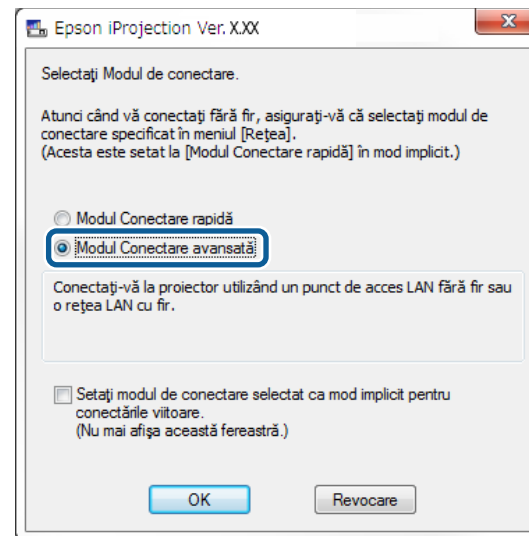 Epson iProjection Ver. X.XX
Selectaţi Modul de conectare.
Atunci când vă conectaţi fără fir, asiguraţi-vă că selectaţi modul de
conectare specificat în meniul [Reţea].
(Acesta este setat la [Modul Conectare rapidă] în mod implicit.)
Modul Conectare rapidă
Modul Conectare avansată
Conectaţi-vă la proiector utilizând un punct de acces LAN fără fir sau
o reţea LAN cu fir.
Setaţi modul de conectare selectat ca mod implicit pentru
conectările viitoare.
(Nu mai afişa această fereastră.)
OK
Revocare